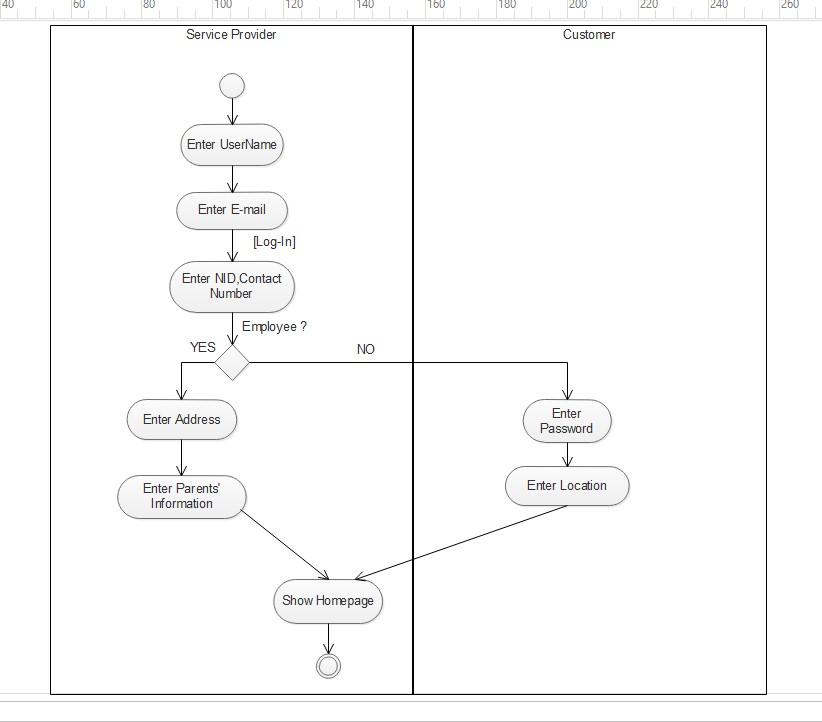 40 60 80 100 120 140 160 180 200 220 240 260
Service Provider
Customer
Enter UserName
Enter E-mail
[Log-In]
Enter NID,Contact
Number
Employee ?
YES
NO
Enter Address
Enter
Password
Enter Parents'
Information
Enter Location
Show Homepage